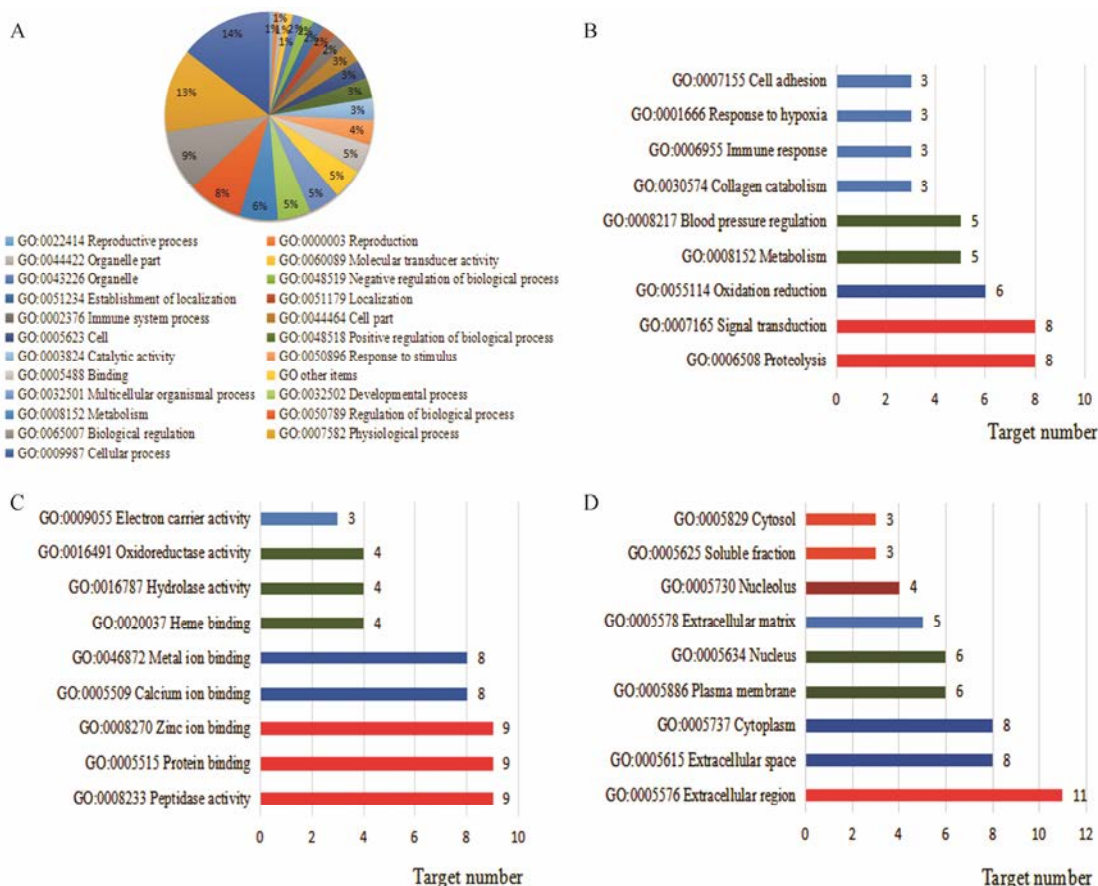 A
14%
1%
1%
1%
1%
2%
2%
2%
2%
2%
3%
3%
3%
3%
4%
5%
5%
5%
5%
6%
8%
9%
13%
GO:0022414 Reproductive process
GO:0000003 Reproduction
GO:0044422 Organelle part
GO:0060089 Molecular transducer activity
GO:0043226 Organelle
GO:0048519 Negative regulation of biological process
GO:0051234 Establishment of localization
GO:0051179 Localization
GO:0002376 Immune system process
GO:0044464 Cell part
GO:0005623 Cell
GO:0048518 Positive regulation of biological process
GO:0003824 Catalytic activity
GO:0050896 Response to stimulus
GO:0005488 Binding
GO other items
GO:0032501 Multicellular organismal process
GO:0032502 Developmental process
GO:0008152 Metabolism
GO:0050789 Regulation of biological process
GO:0065007 Biological regulation
GO:0007582 Physiological process
GO:0009987 Cellular process
B
GO:0007155 Cell adhesion 3
GO:0001666 Response to hypoxia 3
GO:0006955 Immune response 3
GO:0030574 Collagen catabolism 3
GO:0008217 Blood pressure regulation 5
GO:0008152 Metabolism 5
GO:0055114 Oxidation reduction 6
GO:0007165 Signal transduction 8
GO:0006508 Proteolysis 8
0 2 4 6 8 10
Target number
C
GO:0009055 Electron carrier activity 3
GO:0016491 Oxidoreductase activity 4
GO:0016787 Hydrolase activity 4
GO:0020037 Heme binding 4
GO:0046872 Metal ion binding 8
GO:0005509 Calcium ion binding 8
GO:0008270 Zinc ion binding 9
GO:0005515 Protein binding 9
GO:0008233 Peptidase activity 9
0 2 4 6 8 10
Target number
D
GO:0005829 Cytosol 3
GO:0005625 Soluble fraction 3
GO:0005730 Nucleolus 4
GO:0005578 Extracellular matrix 5
GO:0005634 Nucleus 6
GO:0005886 Plasma membrane 6
GO:0005737 Cytoplasm 8
GO:0005615 Extracellular space 8
GO:0005576 Extracellular region 11
0 2 4 6 8 10 12
Target number